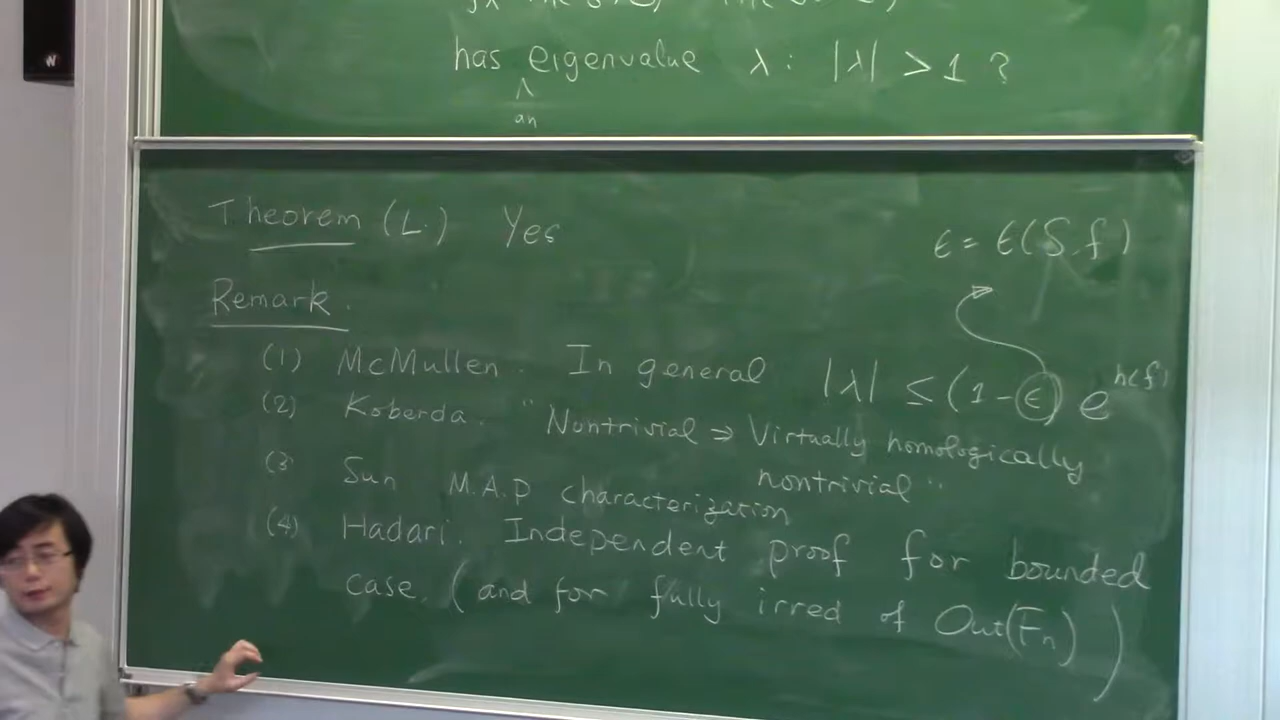 has eigenvalue λ : |λ| > 1 ?
^
an
Theorem (L.) Yes
ϵ = ϵ(S,f)
Remark.
(1) McMullen. In general |λ| ≤ (1-ϵ) e^{h(f)}
(2) Koberda. "Nontrivial ⇒ Virtually homologically
nontrivial"
(3) Sun M.A.P characterization
(4) Hadari. Independent proof for bounded
case. (and for fully irred of Out(F_n))